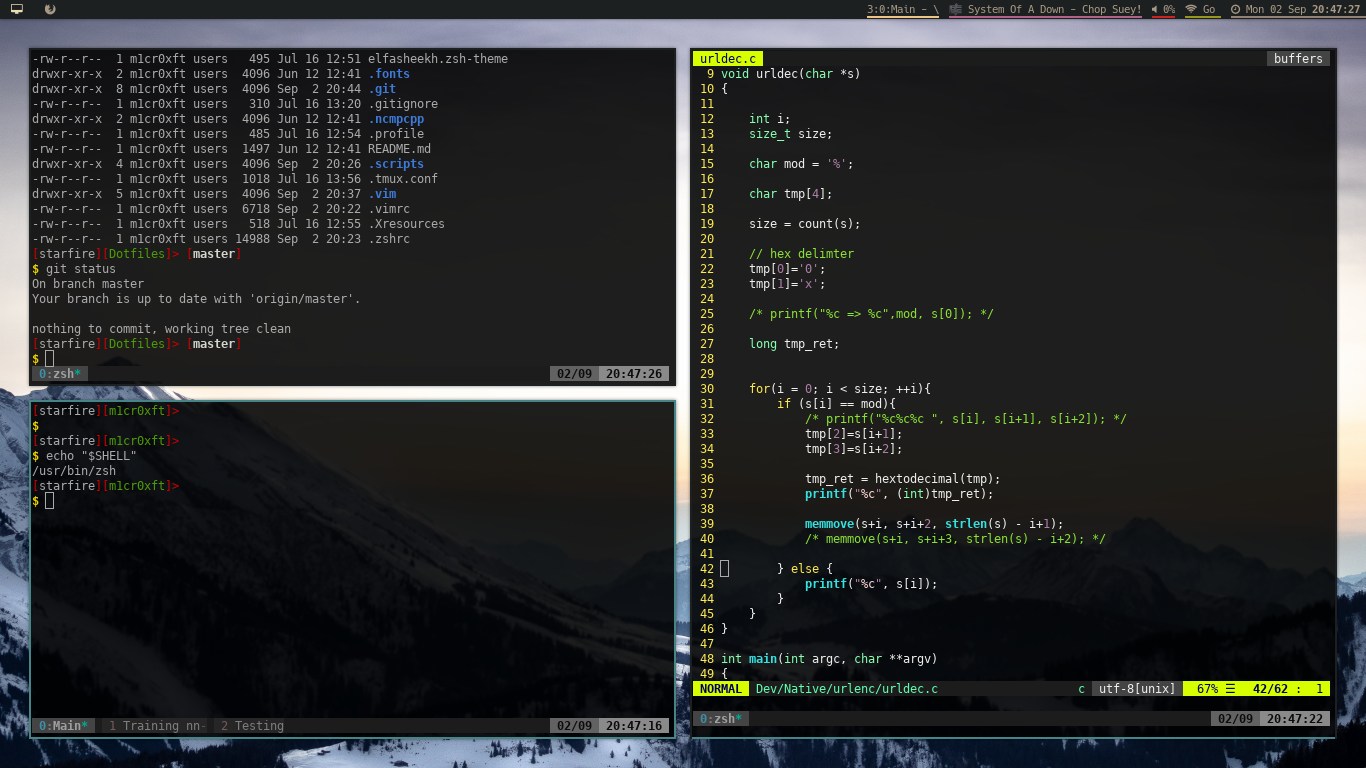 3:0:Main - \ System Of A Down - Chop Suey! 0% Go Mon 02 Sep 20:47:27
-rw-r--r--  1 m1cr0xft users   495 Jul 16 12:51 elfasheekh.zsh-theme
drwxr-xr-x  2 m1cr0xft users  4096 Jun 12 12:41 .fonts
drwxr-xr-x  8 m1cr0xft users  4096 Sep  2 20:44 .git
-rw-r--r--  1 m1cr0xft users   310 Jul 16 13:20 .gitignore
drwxr-xr-x  2 m1cr0xft users  4096 Jun 12 12:41 .ncmpcpp
-rw-r--r--  1 m1cr0xft users   485 Jul 16 12:54 .profile
-rw-r--r--  1 m1cr0xft users  1497 Jun 12 12:41 README.md
drwxr-xr-x  4 m1cr0xft users  4096 Sep  2 20:26 .scripts
-rw-r--r--  1 m1cr0xft users  1018 Jul 16 13:56 .tmux.conf
drwxr-xr-x  5 m1cr0xft users  4096 Sep  2 20:37 .vim
-rw-r--r--  1 m1cr0xft users  6718 Sep  2 20:22 .vimrc
-rw-r--r--  1 m1cr0xft users   518 Jul 16 12:55 .Xresources
-rw-r--r--  1 m1cr0xft users 14988 Sep  2 20:23 .zshrc
[starfire][Dotfiles]> [master]
$ git status
On branch master
Your branch is up to date with 'origin/master'.
nothing to commit, working tree clean
[starfire][Dotfiles]> [master]
$
0:zsh* 02/09 20:47:26
[starfire][m1cr0xft]>
$
[starfire][m1cr0xft]>
$ echo "$SHELL"
/usr/bin/zsh
[starfire][m1cr0xft]>
$
0:Main* 1 Training nn- 2 Testing 02/09 20:47:16
urldec.c buffers
9 void urldec(char *s)
10 {
11
12     int i;
13     size_t size;
14
15     char mod = '%';
16
17     char tmp[4];
18
19     size = count(s);
20
21     // hex delimter
22     tmp[0]='0';
23     tmp[1]='x';
24
25     /* printf("%c => %c",mod, s[0]); */
26
27     long tmp_ret;
28
29
30     for(i = 0; i < size; ++i){
31         if (s[i] == mod){
32             /* printf("%c%c%c ", s[i], s[i+1], s[i+2]); */
33             tmp[2]=s[i+1];
34             tmp[3]=s[i+2];
35
36             tmp_ret = hextodecimal(tmp);
37             printf("%c", (int)tmp_ret);
38
39             memmove(s+i, s+i+2, strlen(s) - i+1);
40             /* memmove(s+i, s+i+3, strlen(s) - i+2); */
41
42         } else {
43             printf("%c", s[i]);
44         }
45     }
46 }
47
48 int main(int argc, char **argv)
49 {
NORMAL Dev/Native/urlenc/urldec.c c utf-8[unix] 67% ☰ 42/62 : 1
0:zsh* 02/09 20:47:22